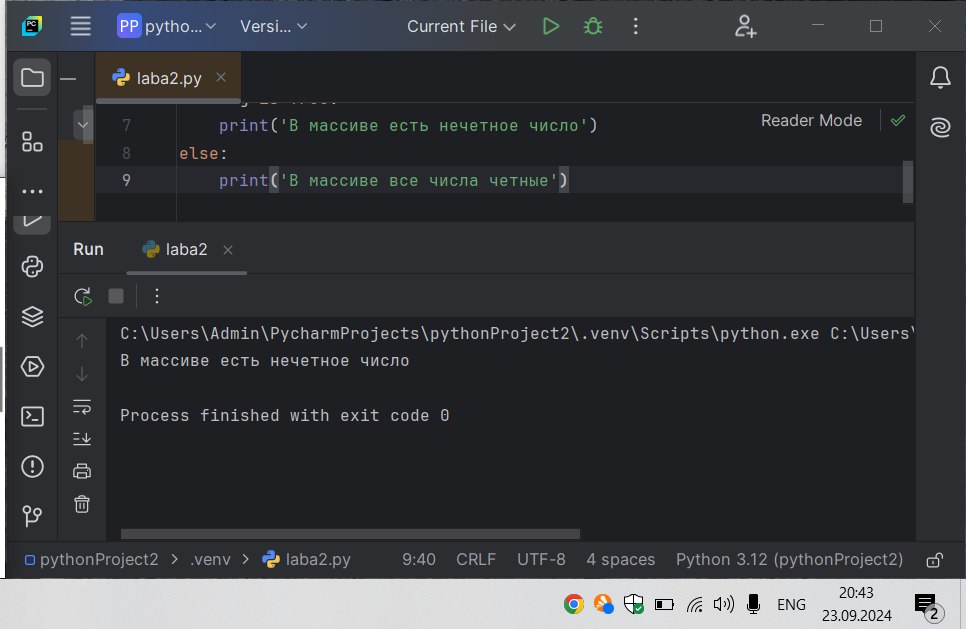 PP pytho... Versi... Current File
laba2.py
Reader Mode
7 print('В массиве есть нечетное число')
8 else:
9 print('В массиве все числа четные')
Run laba2
C:\Users\Admin\PycharmProjects\pythonProject2\.venv\Scripts\python.exe C:\Users\
В массиве есть нечетное число
Process finished with exit code 0
pythonProject2 > .venv > laba2.py 9:40 CRLF UTF-8 4 spaces Python 3.12 (pythonProject2)
ENG
20:43
23.09.2024
2